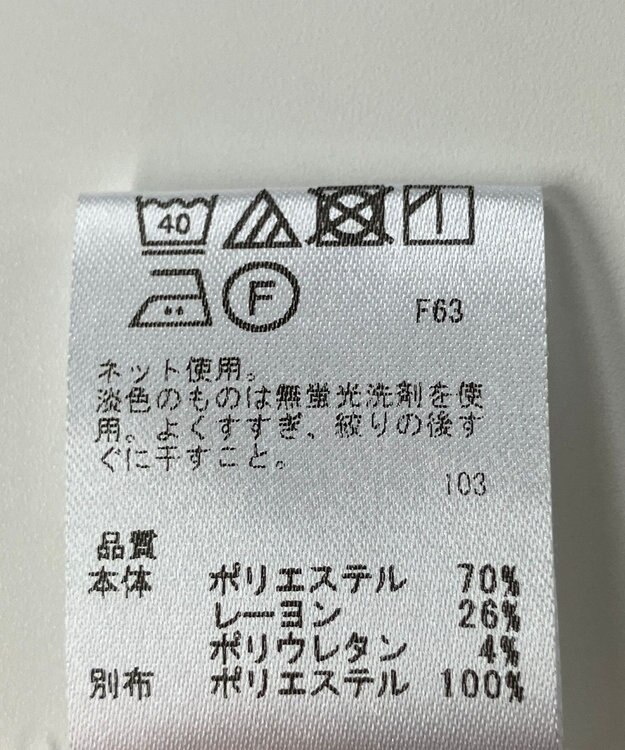 40
F
F63
ネット使用。
淡色のものは無蛍光洗剤を使
用。よくすすぎ、絞りの後す
ぐに干すこと。
103
品質
本体 ポリエステル 70%
レーヨン 26%
ポリウレタン 4%
別布 ポリエステル 100%